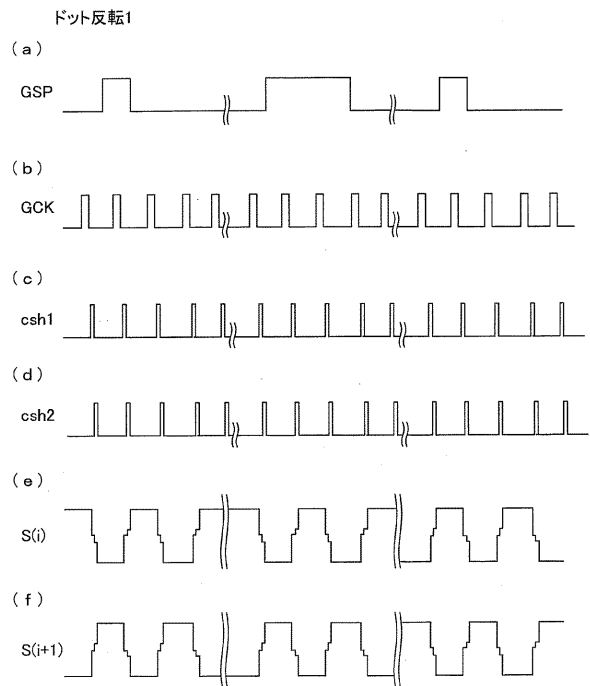 ドット反転1
(a)
GSP
(b)
GCK
(c)
csh1
(d)
csh2
(e)
S(i)
(f)
S(i+1)